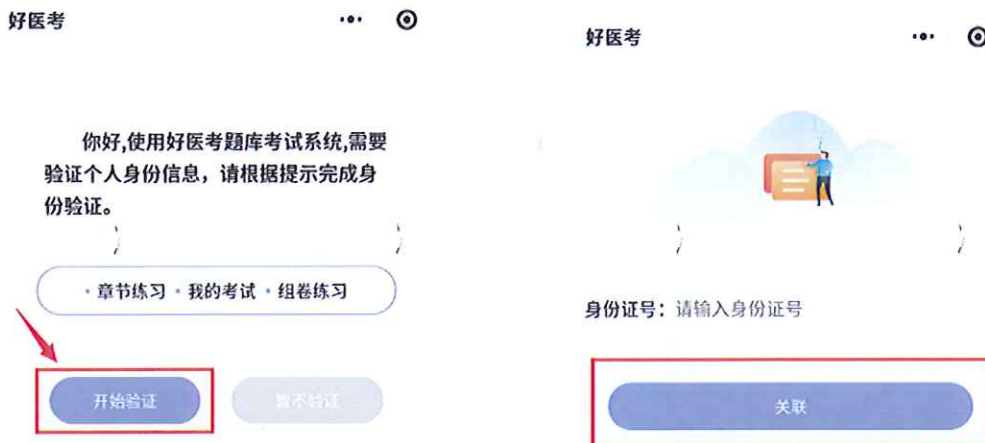 好医考
你好,使用好医考题库考试系统,需要
验证个人身份信息，请根据提示完成身
份验证。
·章节练习·我的考试·组卷练习
开始验证
暂不验证
好医考
身份证号：请输入身份证号
关联